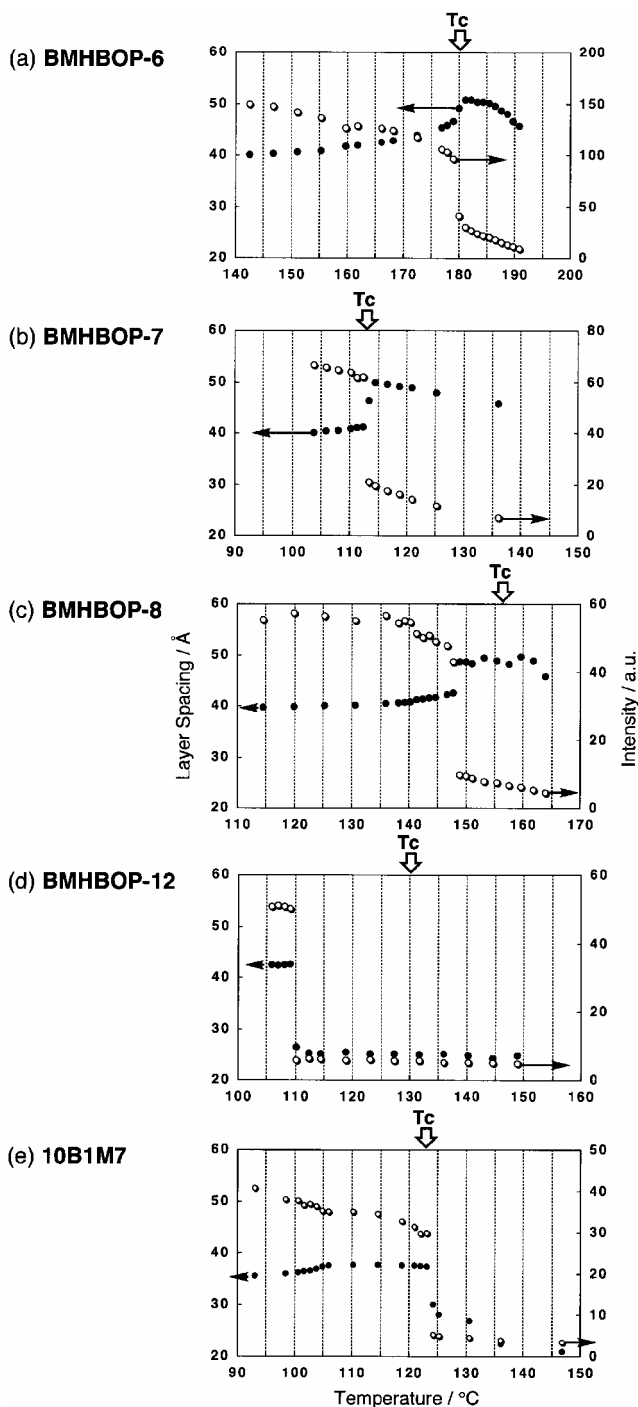 Tc
(a) BMHBOP-6
60 50 40 30 20
200 150 100 50 0
140 150 160 170 180 190 200
Tc
(b) BMHBOP-7
60 50 40 30 20
80 60 40 20 0
90 100 110 120 130 140 150
Tc
(c) BMHBOP-8
60 50 40 30 20
Layer Spacing / Å
60 40 20 0
Intensity / a.u.
110 120 130 140 150 160 170
Tc
(d) BMHBOP-12
60 50 40 30 20
60 40 20 0
100 110 120 130 140 150 160
Tc
(e) 10B1M7
60 50 40 30 20
50 40 30 20 10 0
90 100 110 120 130 140 150
Temperature / °C